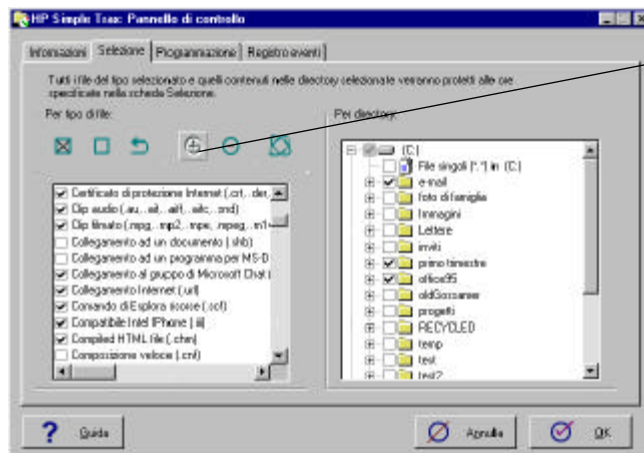 HP Simple Trax: Pannello di controllo
Informazioni Selezione Programmazione Registro eventi
Tutti i file del tipo selezionato e quelli contenuti nelle directory selezionate verranno protetti alle ore
specificate nella scheda Selezione.
Per tipo di file:
Per directory:
Certificato di protezione Internet (.crt, .der,
Clip audio (.au, .aif, .aiff, .aifc, .snd)
Clip filmato (.mpg, .mp2, .mpe, .mpeg, .m1v
Collegamento ad un documento (.shb)
Collegamento ad un programma per MS-D
Collegamento al gruppo di Microsoft Chat (
Collegamento Internet (.url)
Comando di Esplora risorse (.scf)
Compatibile Intel IPhone (.iii)
Compiled HTML file (.chm)
Composizione veloce (.cnf)
(C:)
File singoli (*.*) in (C:)
e-mail
foto di famiglia
Immagini
Lettere
inviti
primo trimestre
office95
oldGossamer
progetti
RECYCLED
temp
test
test2
Guida
Annulla
OK